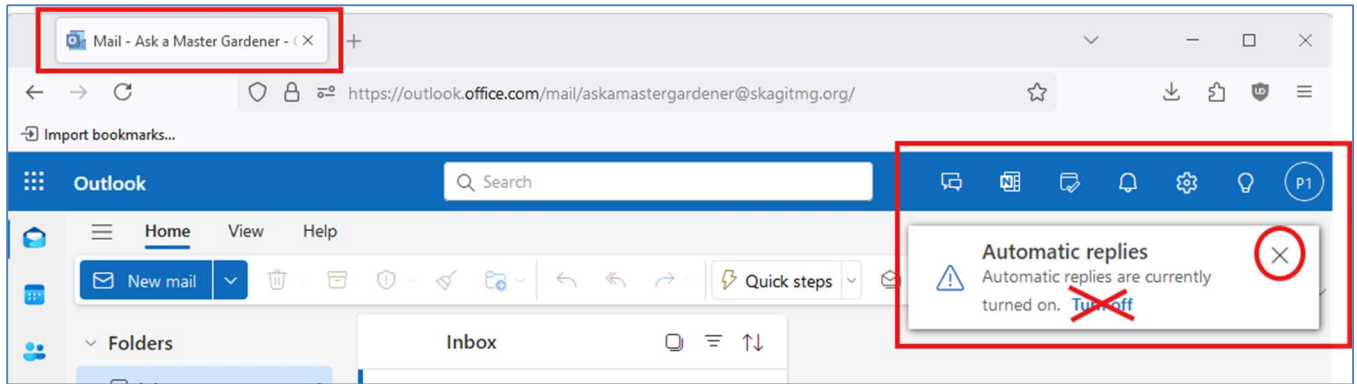 Mail - Ask a Master Gardener - (
https://outlook.office.com/mail/askamastergardener@skagitmg.org/
Import bookmarks...
Outlook
Search
P1
Home View Help
Automatic replies
Automatic replies are currently
turned on. Turn off
New mail
Quick steps
Folders
Inbox